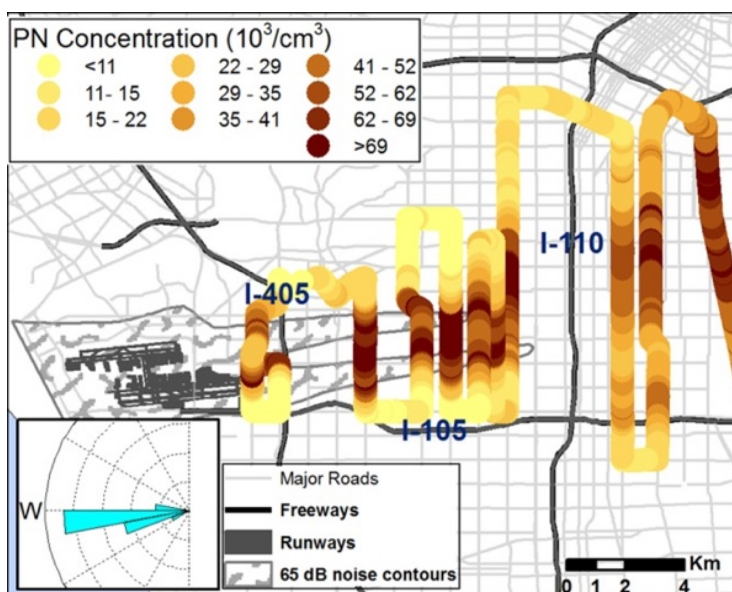 PN Concentration (10³/cm³)
<11
22 - 29
41 - 52
11- 15
29 - 35
52 - 62
15 - 22
35 - 41
62 - 69
>69
I-110
I-405
I-105
W
Major Roads
Freeways
Runways
65 dB noise contours
Km
0 1 2 4